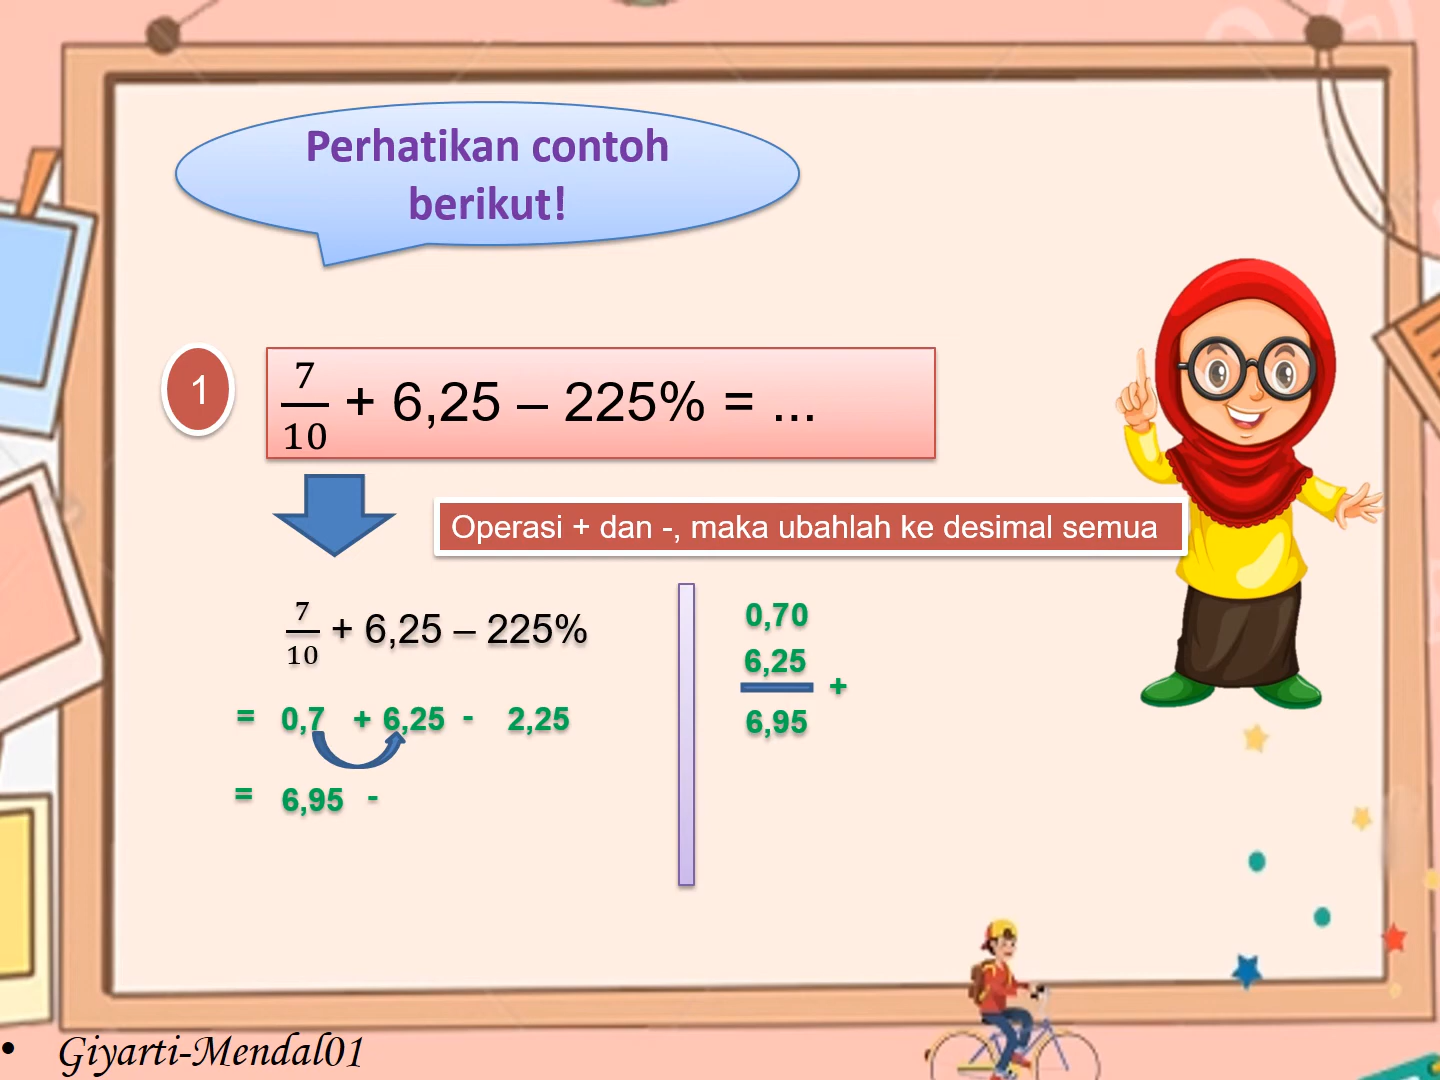 Perhatikan contoh
berikut!
1
7/10 + 6,25 – 225% = ...
Operasi + dan -, maka ubahlah ke desimal semua
7/10 + 6,25 – 225%
= 0,7 + 6,25 - 2,25
= 6,95 -
0,70
6,25
+
6,95
• Giyarti-Mendal01